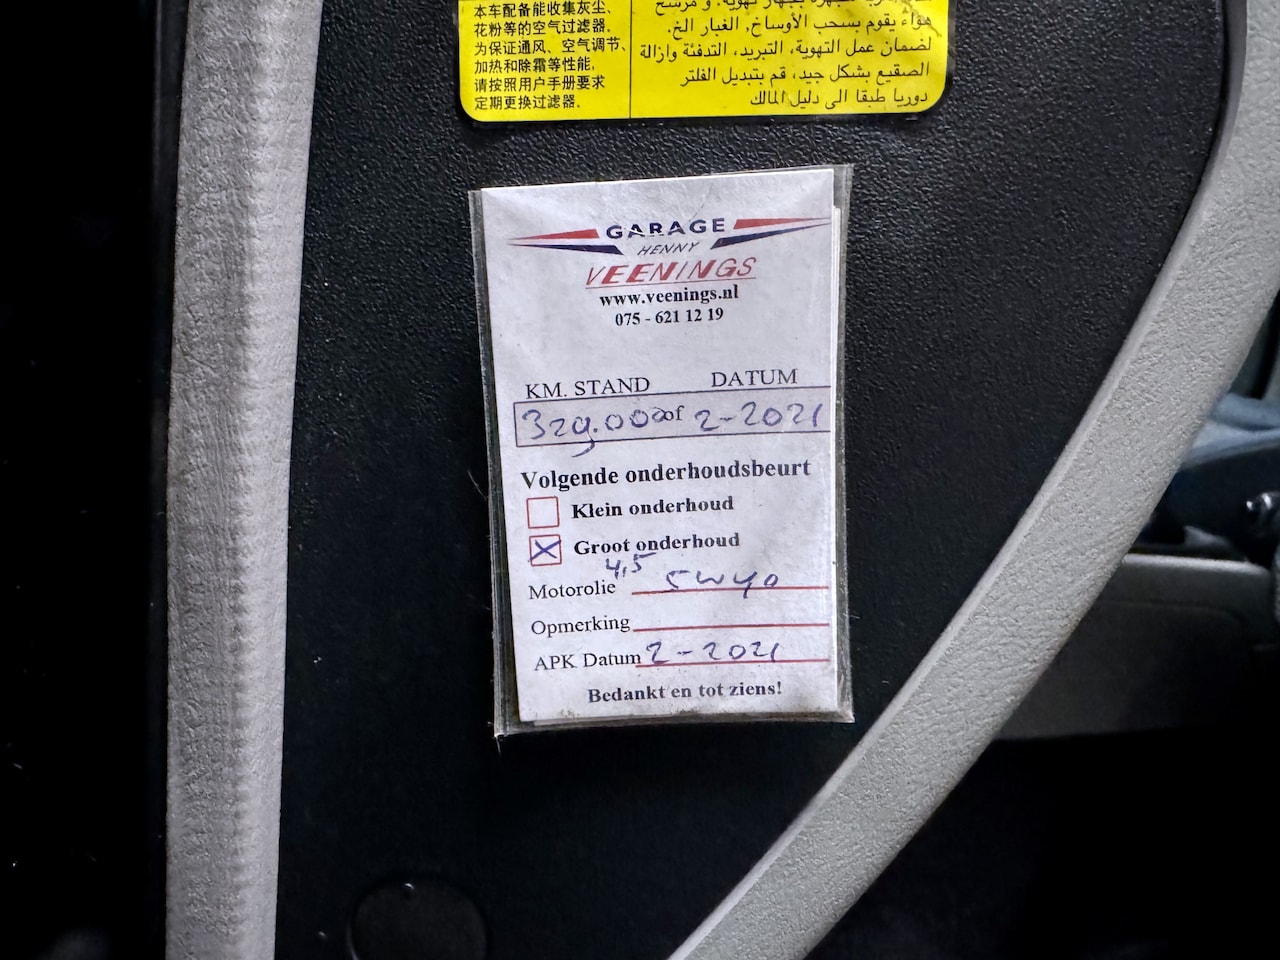 本车配备能收集灰尘、
花粉等的空气过滤器。
为保证通风、空气调节、
加热和除霜等性能,
请按照用户手册要求
定期更换过滤器。
هواء يقوم بسحب الأوساخ, الغبار الخ.
لضمان عمل التهوية، التبريد، التدفئة وازالة
الصقيع بشكل جيد، قم بتبديل الفلتر
دوريا طبقا الى دليل المالك
GARAGE
HENNY
VEENINGS
www.veenings.nl
075 - 621 12 19
KM. STAND DATUM
329.000 of 2-2021
Volgende onderhoudsbeurt
Klein onderhoud
Groot onderhoud
4,5
Motorolie 5W40
Opmerking
APK Datum 2-2021
Bedankt en tot ziens!